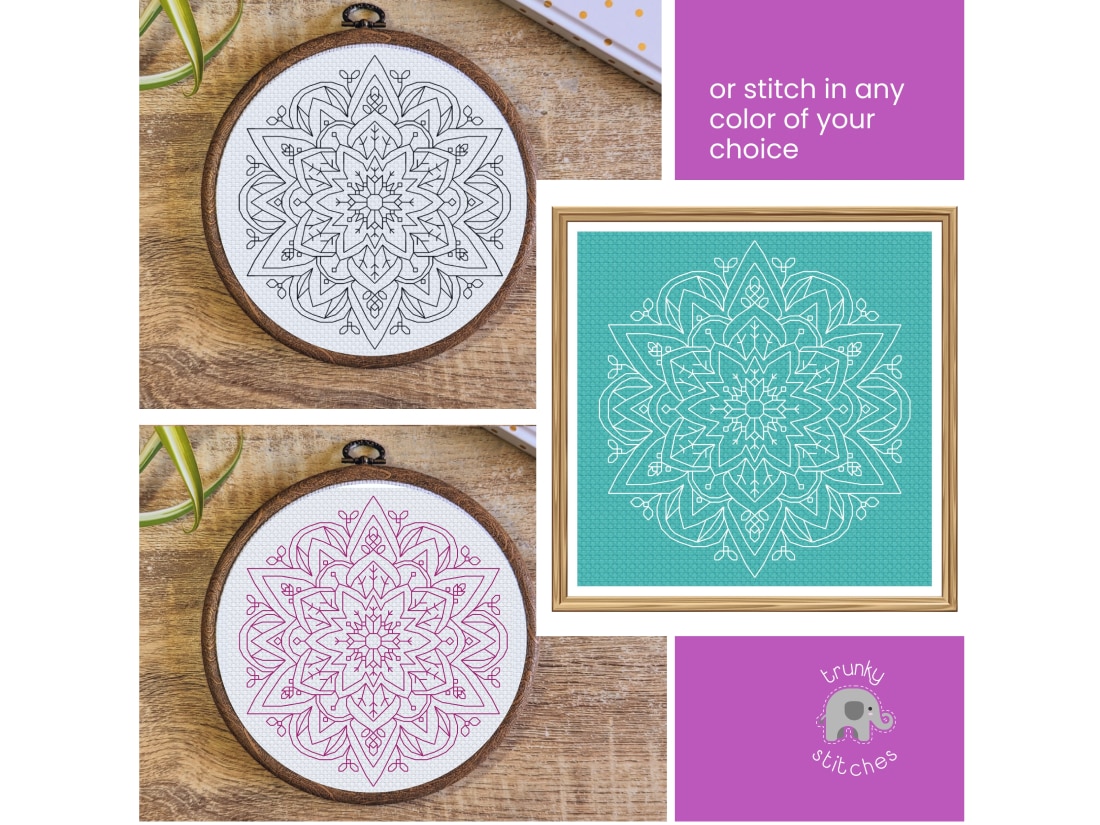 or stitch in any
color of your
choice
trunky
stitches